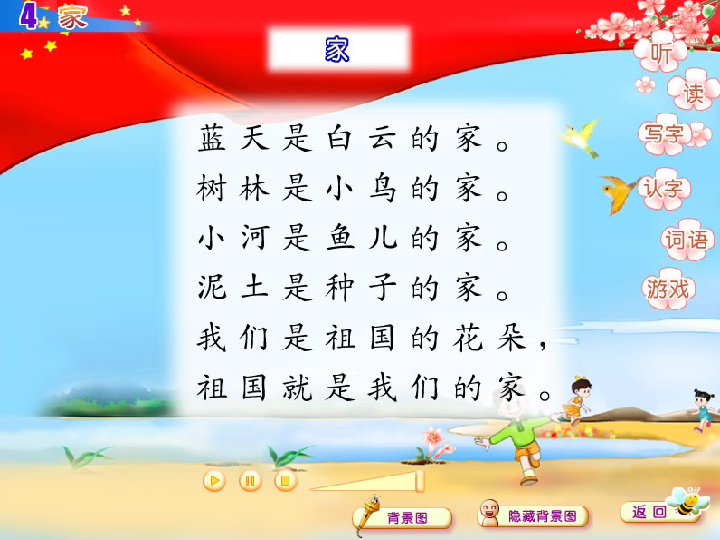 4 家
家
听
读
写字
认字
词语
游戏
蓝天是白云的家。
树林是小鸟的家。
小河是鱼儿的家。
泥土是种子的家。
我们是祖国的花朵，
祖国就是我们的家。
背景图
隐藏背景图
返回